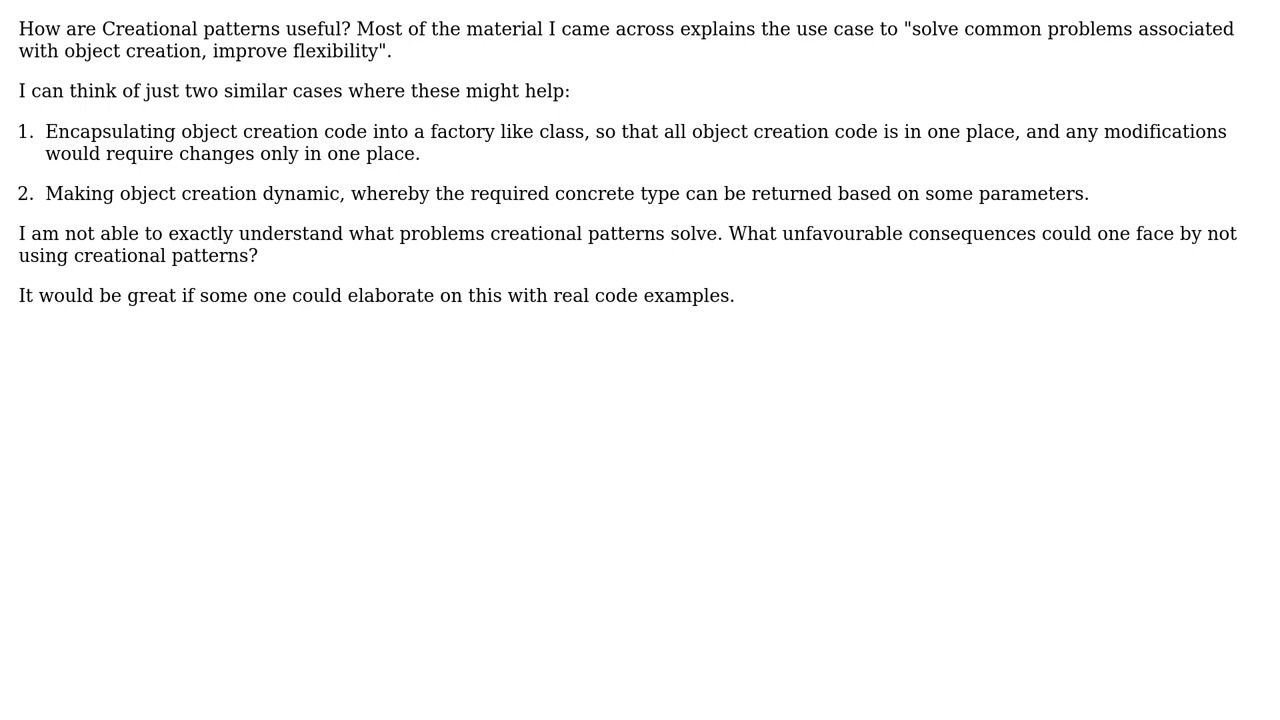 How are Creational patterns useful? Most of the material I came across explains the use case to "solve common problems associated
with object creation, improve flexibility".
I can think of just two similar cases where these might help:
1. Encapsulating object creation code into a factory like class, so that all object creation code is in one place, and any modifications
would require changes only in one place.
2. Making object creation dynamic, whereby the required concrete type can be returned based on some parameters.
I am not able to exactly understand what problems creational patterns solve. What unfavourable consequences could one face by not
using creational patterns?
It would be great if some one could elaborate on this with real code examples.